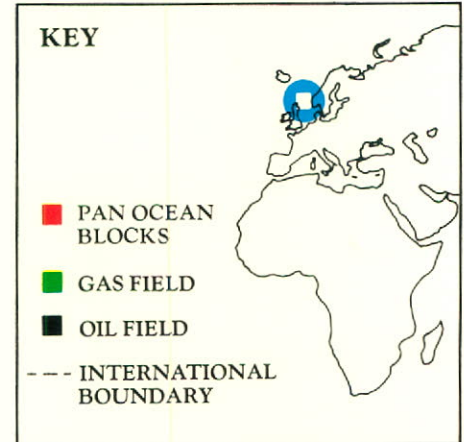 KEY
PAN OCEAN
BLOCKS
GAS FIELD
OIL FIELD
INTERNATIONAL
BOUNDARY